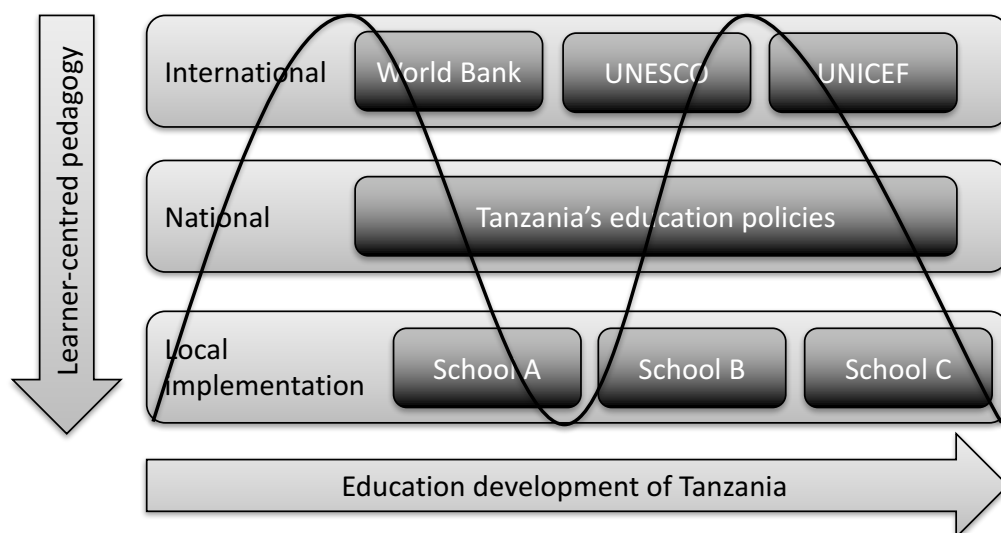 Learner-centred pedagogy
International
World Bank
UNESCO
UNICEF
National
Tanzania's education policies
Local
implementation
School A
School B
School C
Education development of Tanzania